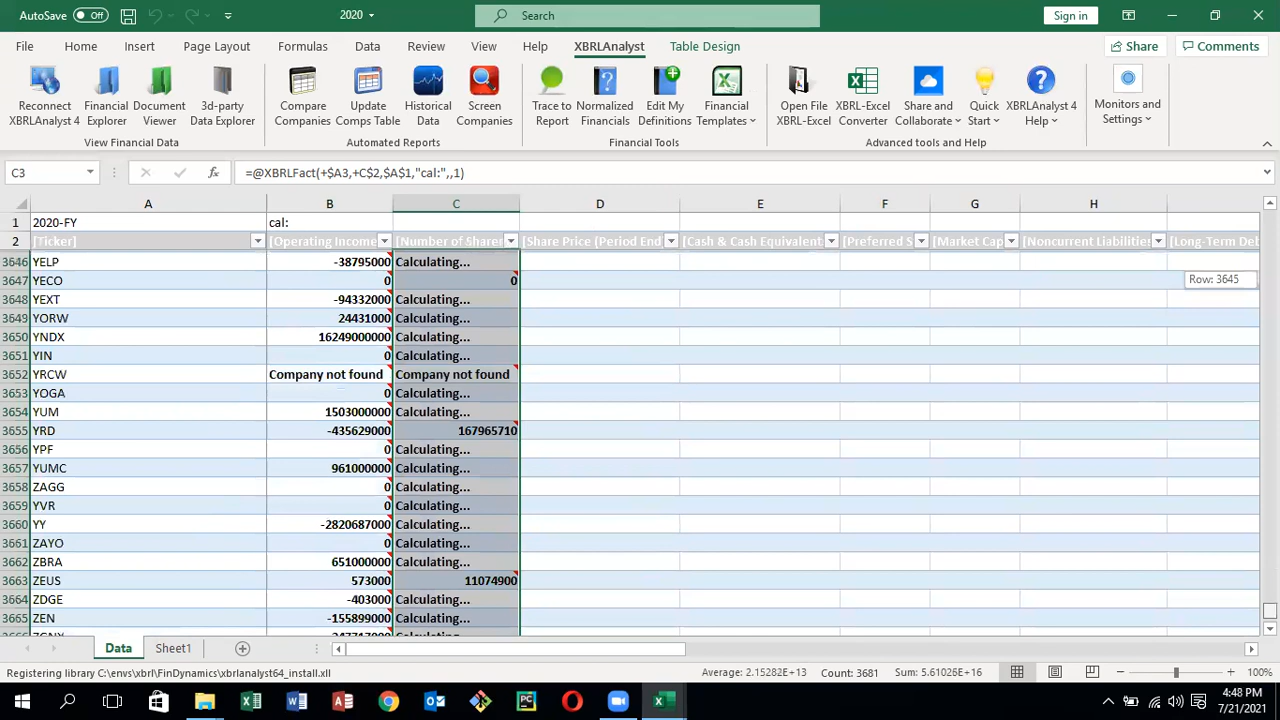 AutoSave Off 2020 Search Sign in
File Home Insert Page Layout Formulas Data Review View Help XBRLAnalyst Table Design Share Comments
Reconnect XBRLAnalyst 4
Financial Explorer
Document Viewer
3d-party Data Explorer
Compare Companies
Update Comps Table
Historical Data
Screen Companies
Trace to Report
Normalized Financials
Edit My Definitions
Financial Templates
Open File XBRL-Excel
XBRL-Excel Converter
Share and Collaborate
Quick Start
XBRLAnalyst 4 Help
Monitors and Settings
View Financial Data Automated Reports Financial Tools Advanced tools and Help
C3 fx =@XBRLFact(+$A3,+C$2,$A$1,"cal:",,1)
A B C D E F G H
1 2020-FY cal:
2 [Ticker] [Operating Income [Number of Share [Share Price (Period End [Cash & Cash Equivalent [Preferred S [Market Cap [Noncurrent Liabilities [Long-Term Deb
3646 YELP -38795000 Calculating...
3647 YECO 0 0
Row: 3645
3648 YEXT -94332000 Calculating...
3649 YORW 24431000 Calculating...
3650 YNDX 16249000000 Calculating...
3651 YIN 0 Calculating...
3652 YRCW Company not found Company not found
3653 YOGA 0 Calculating...
3654 YUM 1503000000 Calculating...
3655 YRD -435629000 167965710
3656 YPF 0 Calculating...
3657 YUMC 961000000 Calculating...
3658 ZAGG 0 Calculating...
3659 YVR 0 Calculating...
3660 YY -2820687000 Calculating...
3661 ZAYO 0 Calculating...
3662 ZBRA 651000000 Calculating...
3663 ZEUS 573000 11074900
3664 ZDGE -403000 Calculating...
3665 ZEN -155899000 Calculating...
Data Sheet1
Registering library C:\envs\xbrl\FinDynamics\xbrlanalyst64_install.xll Average: 2.15282E+13 Count: 3681 Sum: 5.61026E+16 100%
4:48 PM
7/21/2021